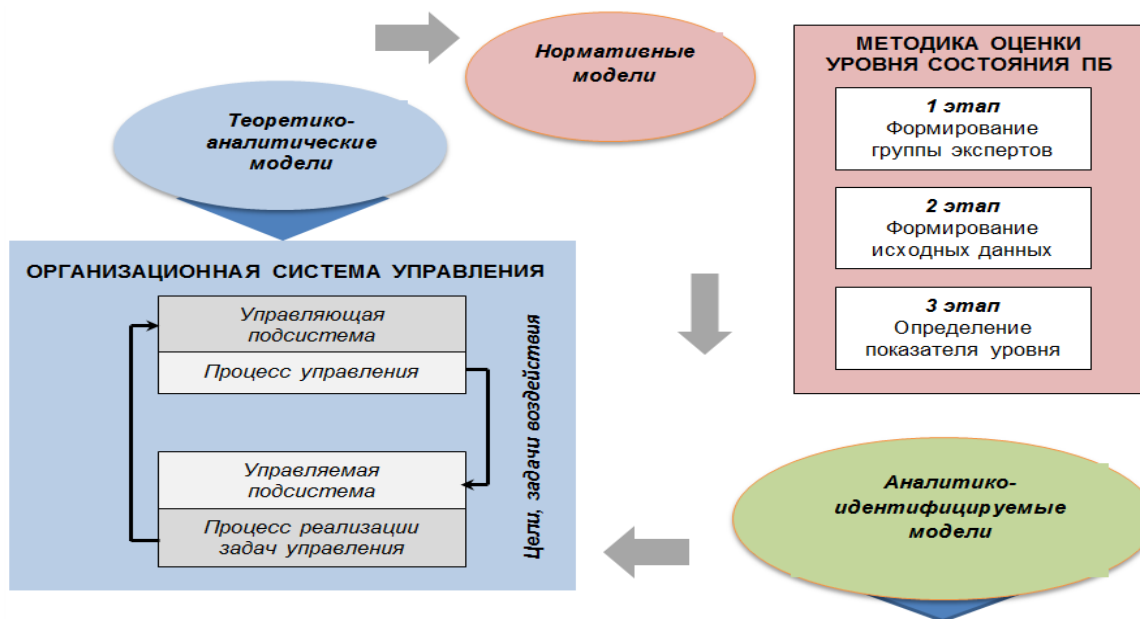 Нормативные
модели
Теоретико-
аналитические
модели
МЕТОДИКА ОЦЕНКИ
УРОВНЯ СОСТОЯНИЯ ПБ
1 этап
Формирование
группы экспертов
2 этап
Формирование
исходных данных
3 этап
Определение
показателя уровня
ОРГАНИЗАЦИОННАЯ СИСТЕМА УПРАВЛЕНИЯ
Управляющая
подсистема
Процесс управления
Управляемая
подсистема
Процесс реализации
задач управления
Цели, задачи воздействия
Аналитико-
идентифицируемые
модели